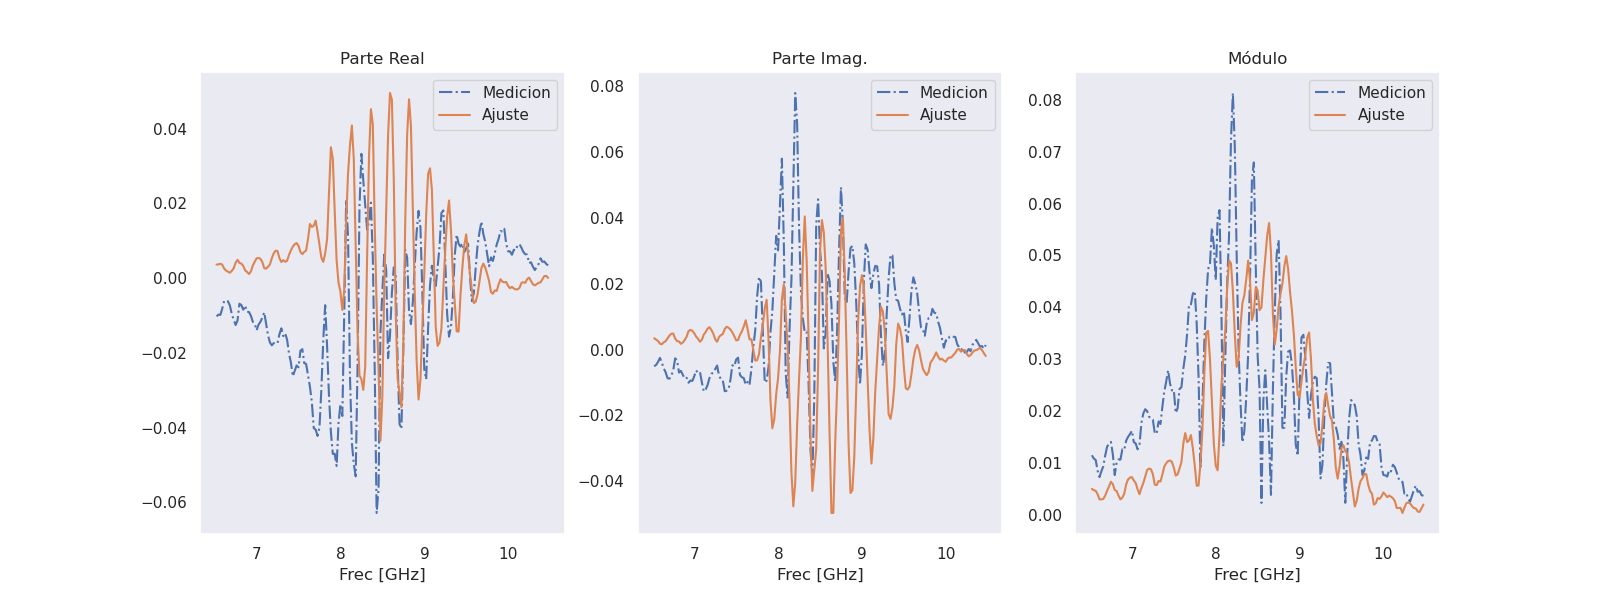 Parte Real
Medicion
Ajuste
0.04
0.02
0.00
−0.02
−0.04
−0.06
7 8 9 10
Frec [GHz]
Parte Imag.
Medicion
Ajuste
0.08
0.06
0.04
0.02
0.00
−0.02
−0.04
7 8 9 10
Frec [GHz]
Módulo
Medicion
Ajuste
0.08
0.07
0.06
0.05
0.04
0.03
0.02
0.01
0.00
7 8 9 10
Frec [GHz]